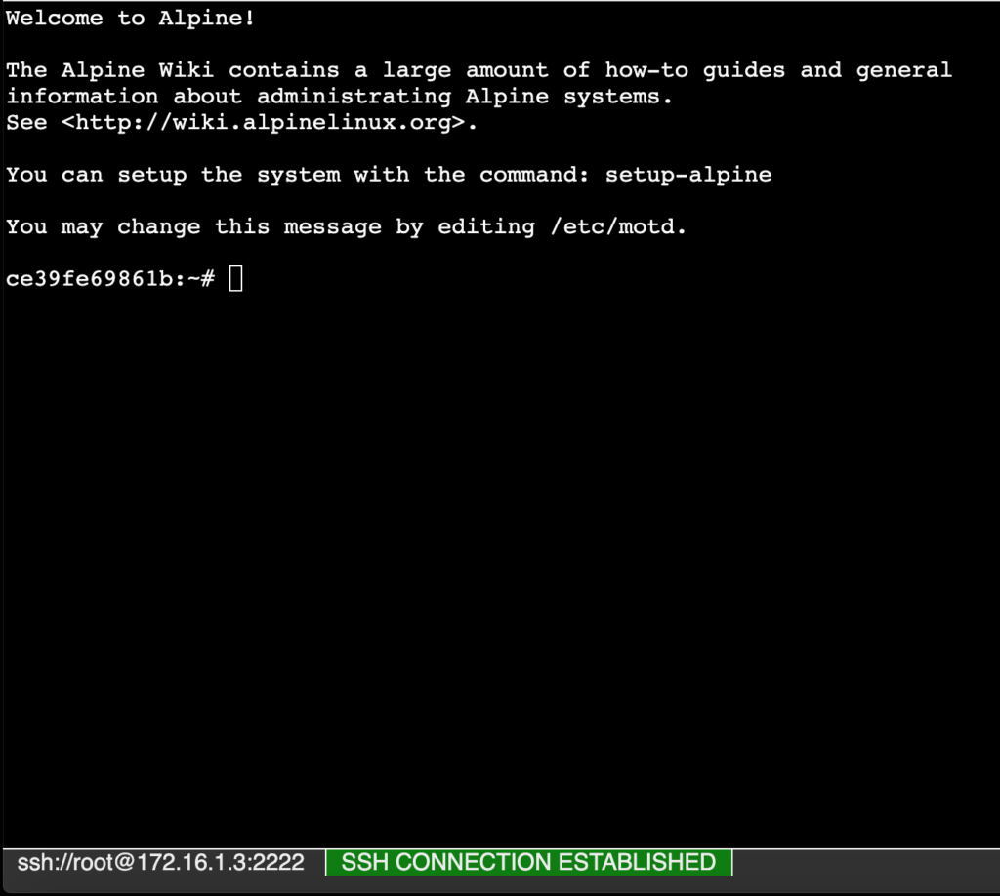 Welcome to Alpine!
The Alpine Wiki contains a large amount of how-to guides and general
information about administrating Alpine systems.
See <http://wiki.alpinelinux.org>.
You can setup the system with the command: setup-alpine
You may change this message by editing /etc/motd.
ce39fe69861b:~#
ssh://root@172.16.1.3:2222 SSH CONNECTION ESTABLISHED